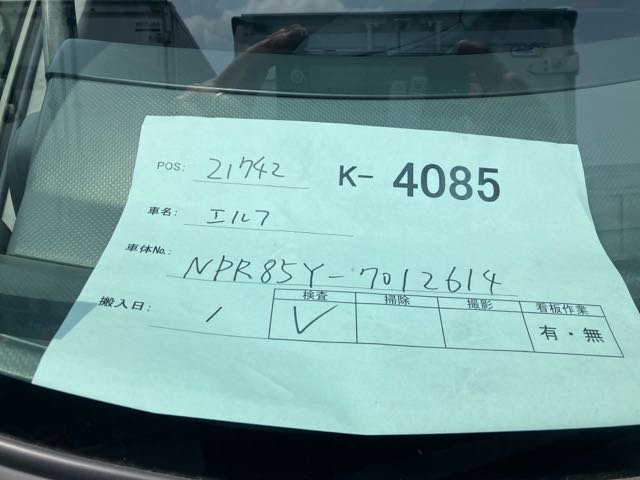 POS: 21742 K- 4085
車名: エルフ
車体No.: NPR85Y-7012614
搬入日: /
検査 掃除 撮影 看板作業
✓ 有・無